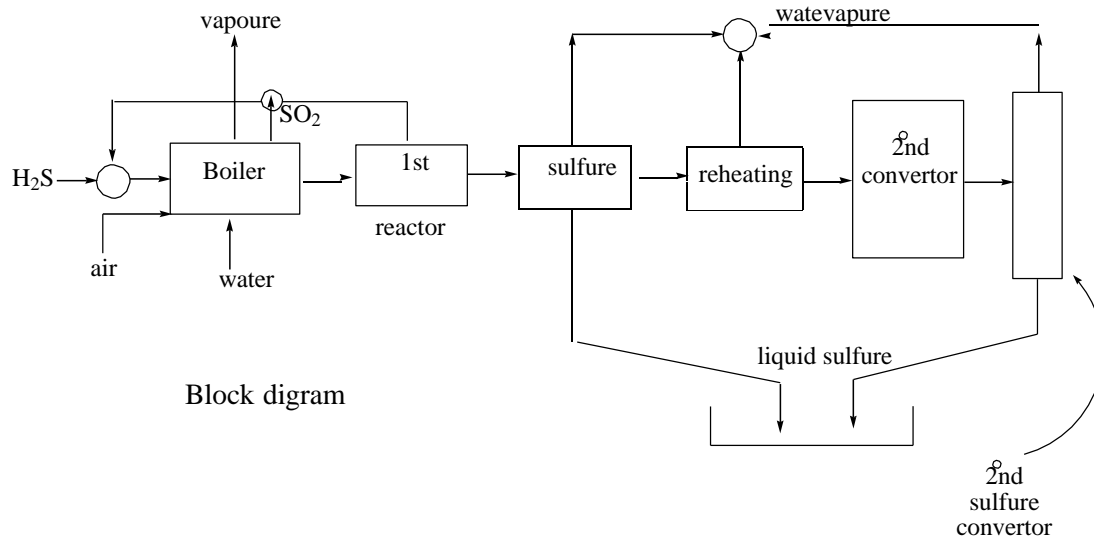 vapoure
watevapure
SO2
H2S
Boiler
1st
reactor
sulfure
reheating
2nd
convertor
air
water
liquid sulfure
Block digram
2nd
sulfure
convertor